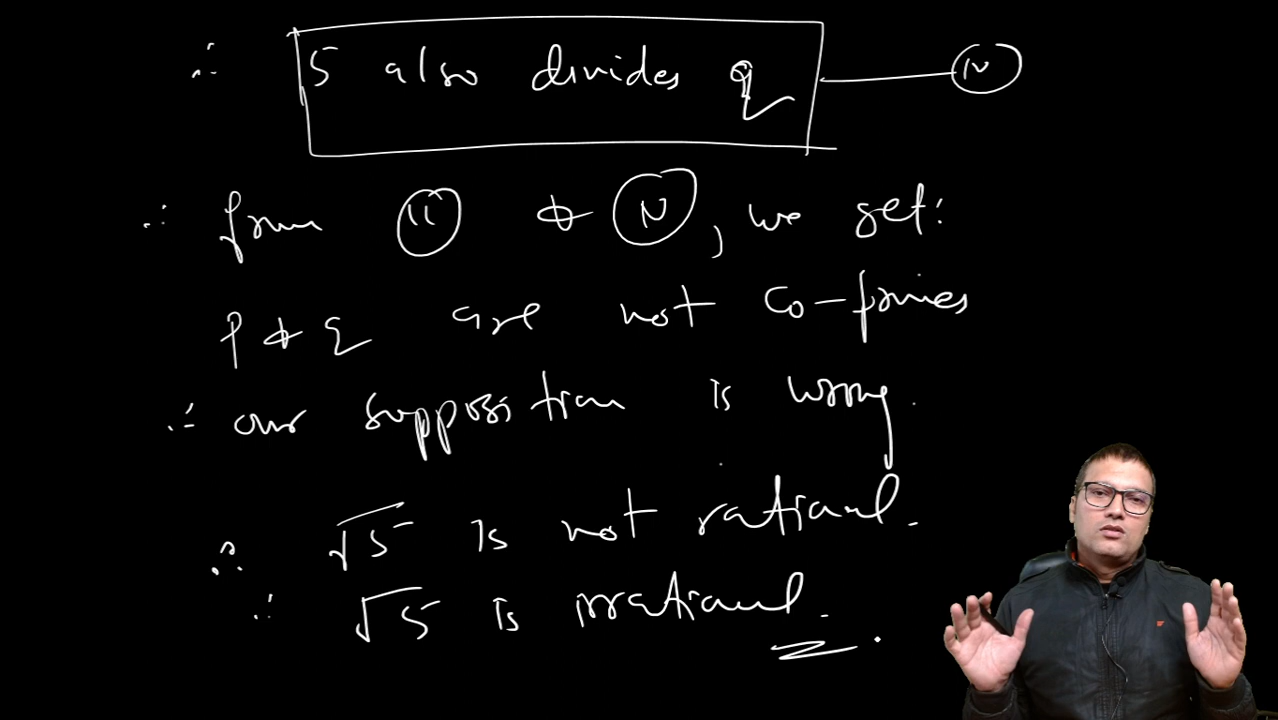 ∴ 5 also divides q — (IV)
∴ from (II) & (IV), we get:
p & q are not co-primes
∴ our supposition is wrong.
∴ √5 is not rational.
∴ √5 is irrational.